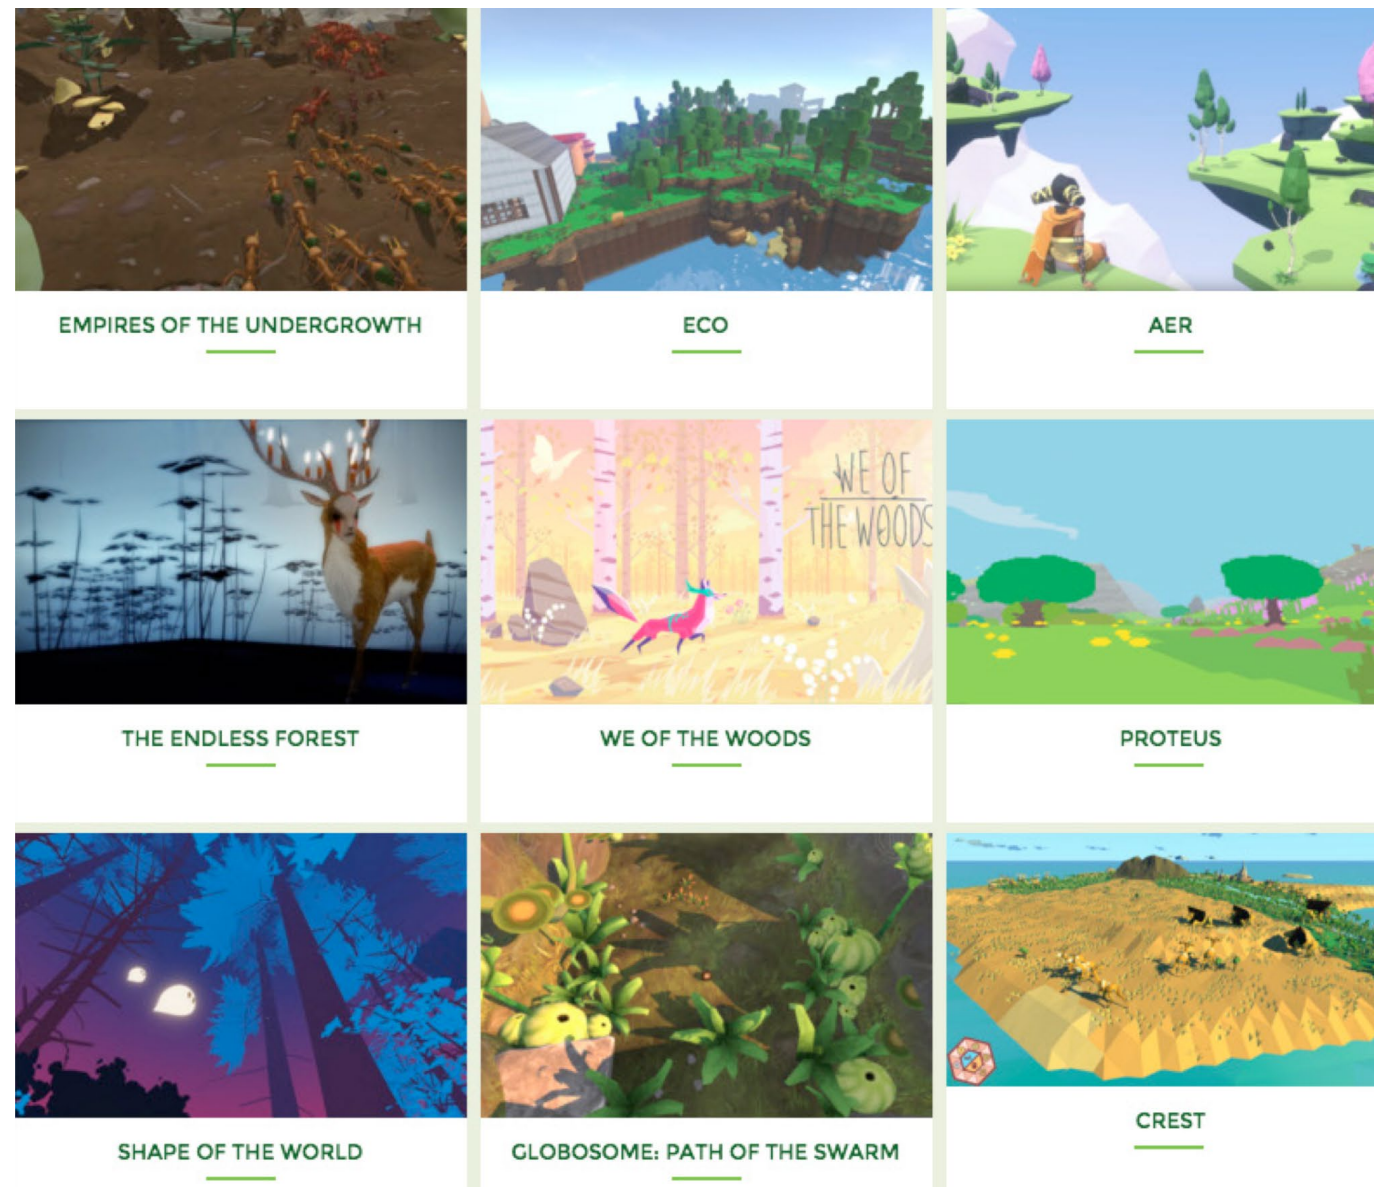 EMPIRES OF THE UNDERGROWTH
ECO
AER
WE OF
THE WOODS
THE ENDLESS FOREST
WE OF THE WOODS
PROTEUS
SHAPE OF THE WORLD
GLOBOSOME: PATH OF THE SWARM
CREST